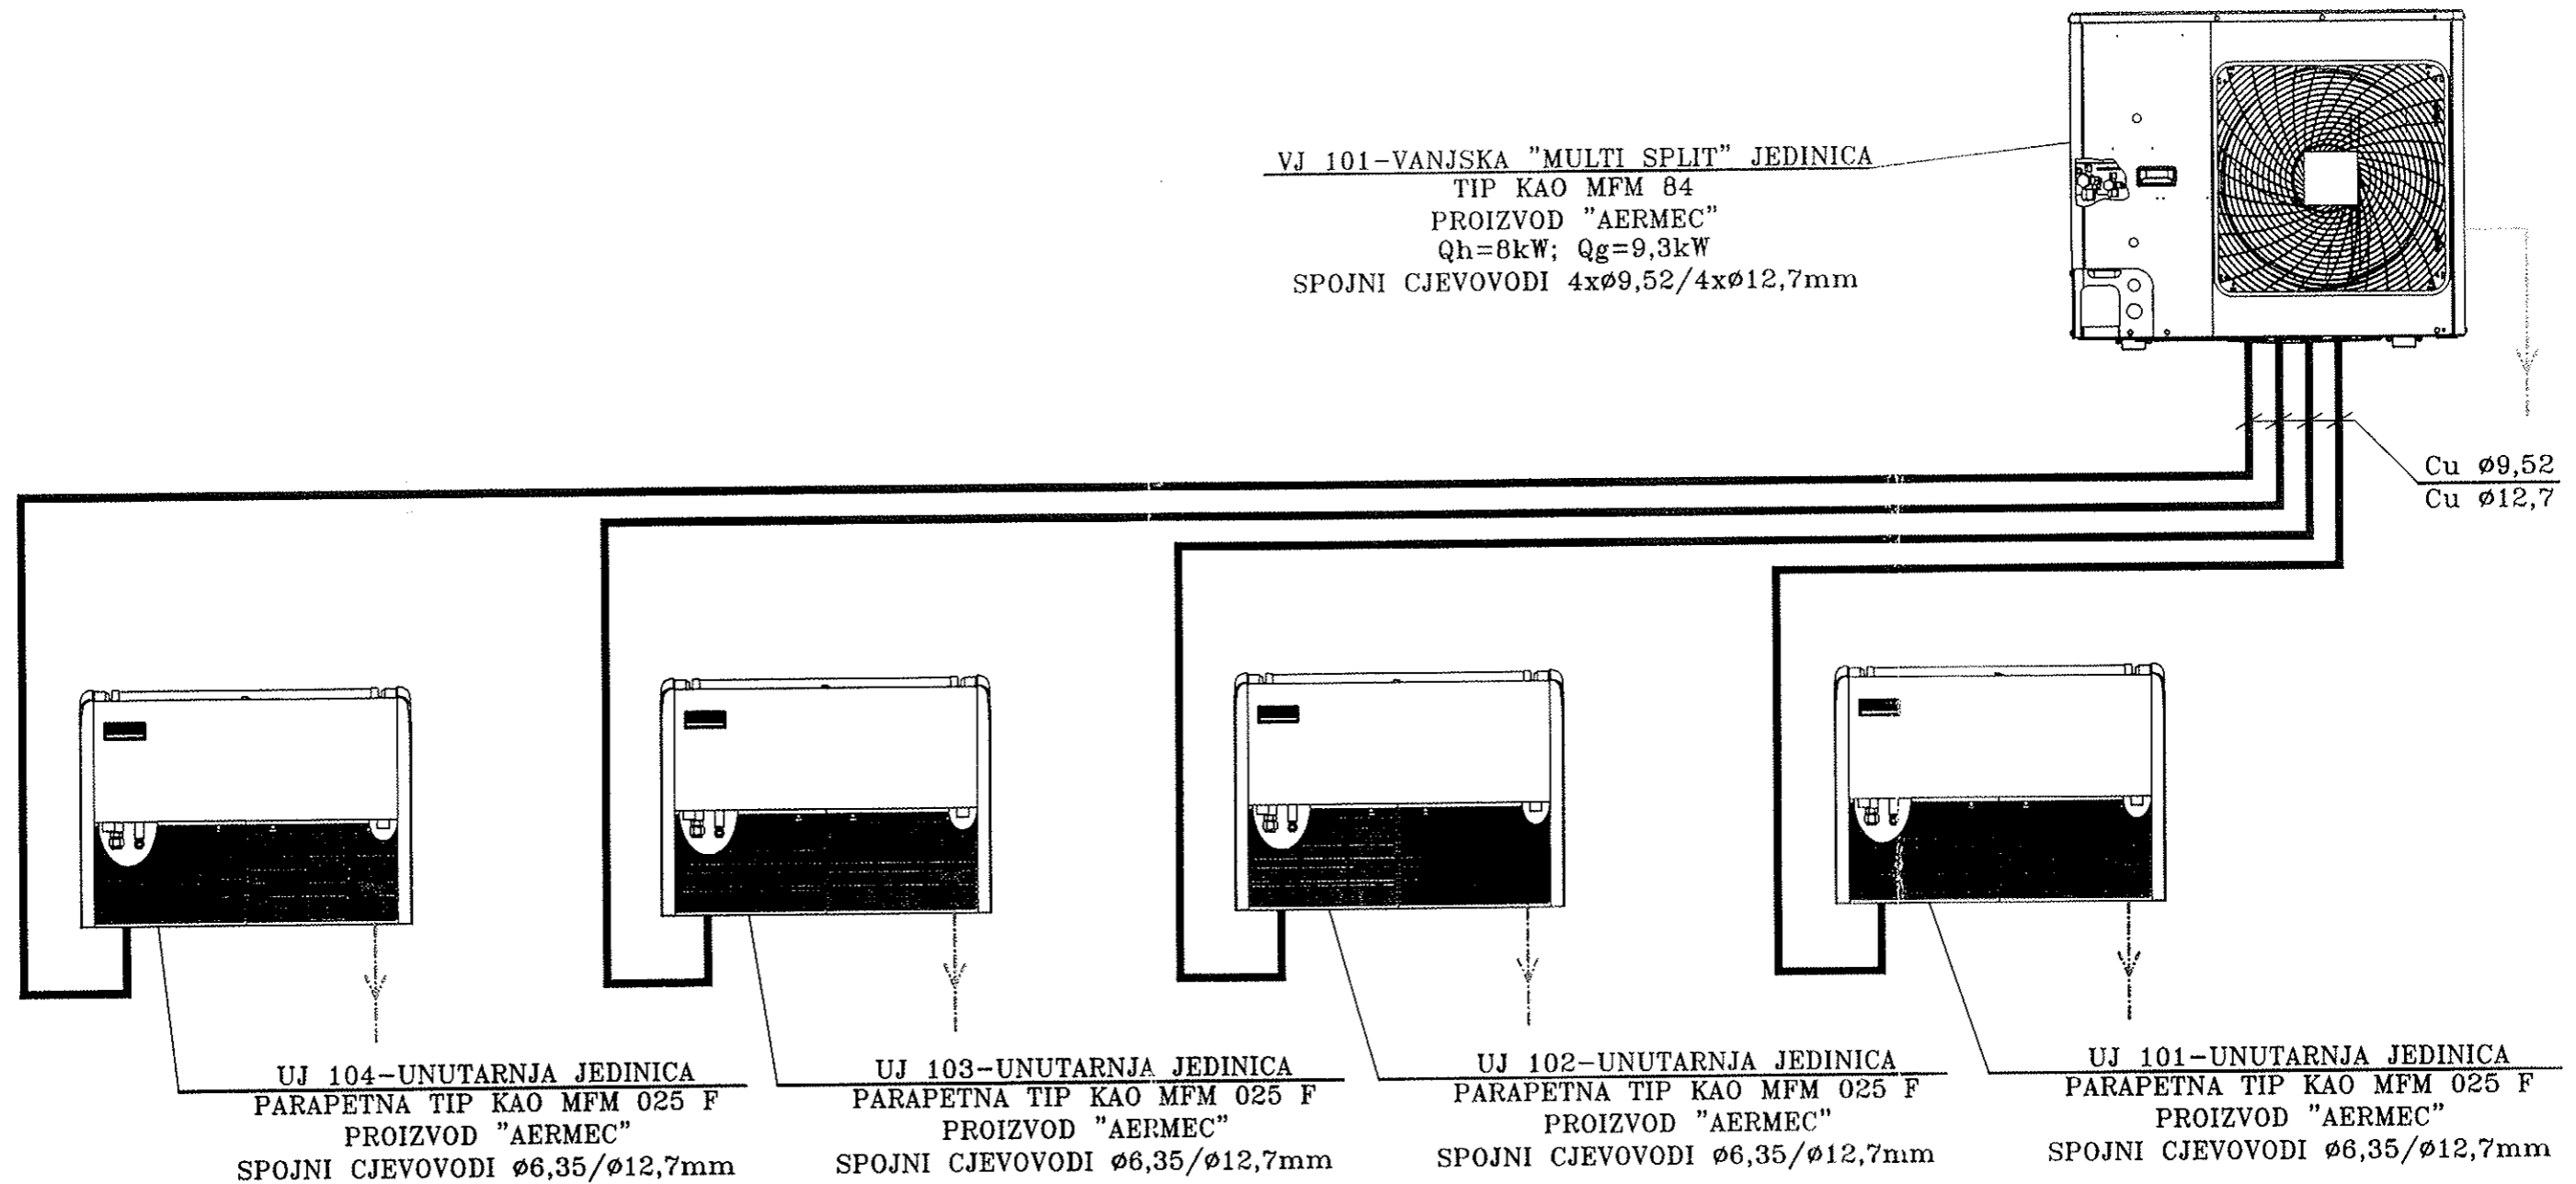 VJ 101-VANJSKA "MULTI SPLIT" JEDINICA
TIP KAO MFM 84
PROIZVOD "AERMEC"
Qh=8kW; Qg=9,3kW
SPOJNI CJEVOVODI 4xø9,52/4xø12,7mm
Cu ø9,52
Cu ø12,7
UJ 104-UNUTARNJA JEDINICA
PARAPETNA TIP KAO MFM 025 F
PROIZVOD "AERMEC"
SPOJNI CJEVOVODI ø6,35/ø12,7mm
UJ 103-UNUTARNJA JEDINICA
PARAPETNA TIP KAO MFM 025 F
PROIZVOD "AERMEC"
SPOJNI CJEVOVODI ø6,35/ø12,7mm
UJ 102-UNUTARNJA JEDINICA
PARAPETNA TIP KAO MFM 025 F
PROIZVOD "AERMEC"
SPOJNI CJEVOVODI ø6,35/ø12,7mm
UJ 101-UNUTARNJA JEDINICA
PARAPETNA TIP KAO MFM 025 F
PROIZVOD "AERMEC"
SPOJNI CJEVOVODI ø6,35/ø12,7mm